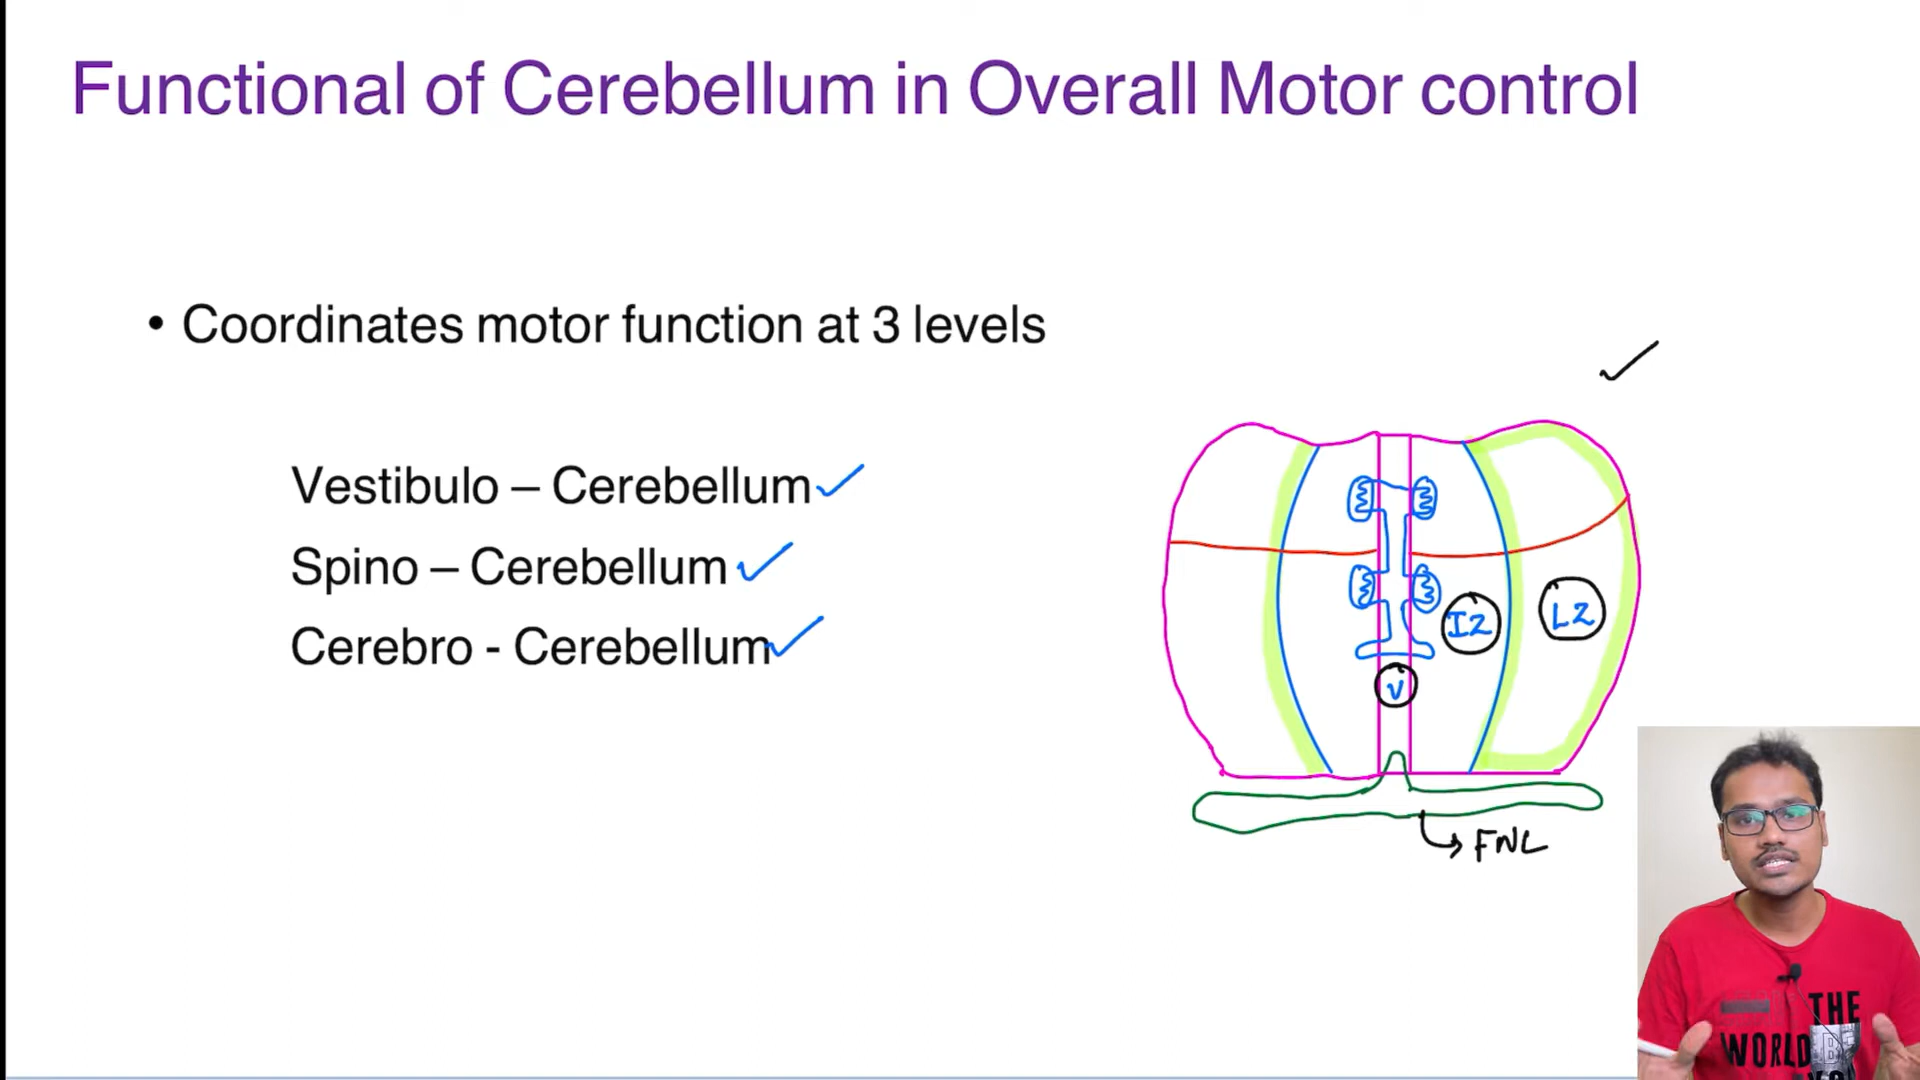 Functional of Cerebellum in Overall Motor control
• Coordinates motor function at 3 levels
Vestibulo – Cerebellum
Spino – Cerebellum
Cerebro - Cerebellum
IZ
LZ
V
FNL
THE
WORLD